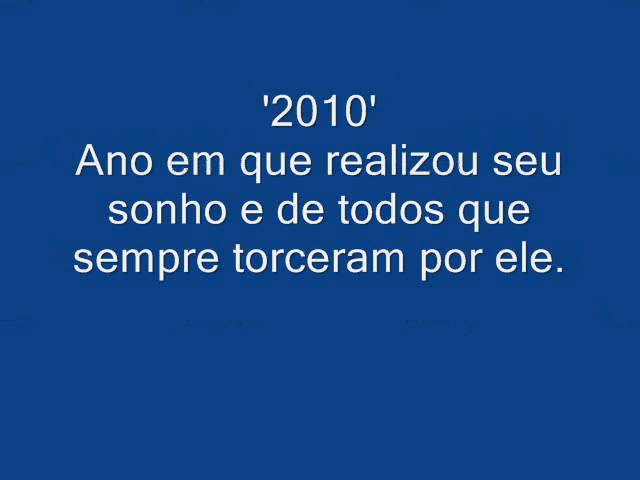 '2010'
Ano em que realizou seu
sonho e de todos que
sempre torceram por ele.